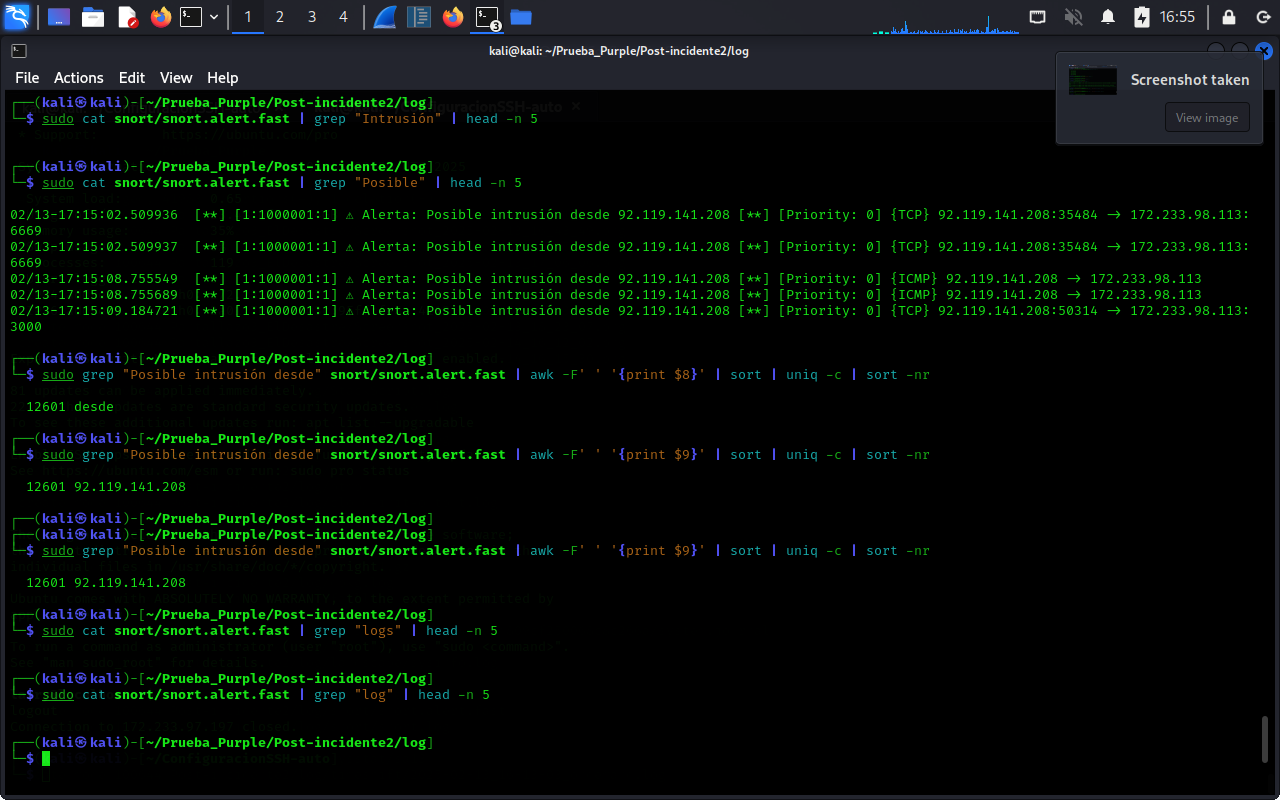 1 2 3 4 3 16:55
kali@kali: ~/Prueba_Purple/Post-incidente2/log
File Actions Edit View Help
Screenshot taken
View image
┌──(kali㉿kali)-[~/Prueba_Purple/Post-incidente2/log]
└─$ sudo cat snort/snort.alert.fast | grep "Intrusión" | head -n 5
┌──(kali㉿kali)-[~/Prueba_Purple/Post-incidente2/log]
└─$ sudo cat snort/snort.alert.fast | grep "Posible" | head -n 5
02/13-17:15:02.509936 [**] [1:1000001:1] ⚠ Alerta: Posible intrusión desde 92.119.141.208 [**] [Priority: 0] {TCP} 92.119.141.208:35484 -> 172.233.98.113:
6669
02/13-17:15:02.509937 [**] [1:1000001:1] ⚠ Alerta: Posible intrusión desde 92.119.141.208 [**] [Priority: 0] {TCP} 92.119.141.208:35484 -> 172.233.98.113:
6669
02/13-17:15:08.755549 [**] [1:1000001:1] ⚠ Alerta: Posible intrusión desde 92.119.141.208 [**] [Priority: 0] {ICMP} 92.119.141.208 -> 172.233.98.113
02/13-17:15:08.755689 [**] [1:1000001:1] ⚠ Alerta: Posible intrusión desde 92.119.141.208 [**] [Priority: 0] {ICMP} 92.119.141.208 -> 172.233.98.113
02/13-17:15:09.184721 [**] [1:1000001:1] ⚠ Alerta: Posible intrusión desde 92.119.141.208 [**] [Priority: 0] {TCP} 92.119.141.208:50314 -> 172.233.98.113:
3000
┌──(kali㉿kali)-[~/Prueba_Purple/Post-incidente2/log]
└─$ sudo grep "Posible intrusión desde" snort/snort.alert.fast | awk -F' ' '{print $8}' | sort | uniq -c | sort -nr
12601 desde
┌──(kali㉿kali)-[~/Prueba_Purple/Post-incidente2/log]
└─$ sudo grep "Posible intrusión desde" snort/snort.alert.fast | awk -F' ' '{print $9}' | sort | uniq -c | sort -nr
12601 92.119.141.208
┌──(kali㉿kali)-[~/Prueba_Purple/Post-incidente2/log]
┌──(kali㉿kali)-[~/Prueba_Purple/Post-incidente2/log]
└─$ sudo grep "Posible intrusión desde" snort/snort.alert.fast | awk -F' ' '{print $9}' | sort | uniq -c | sort -nr
12601 92.119.141.208
┌──(kali㉿kali)-[~/Prueba_Purple/Post-incidente2/log]
└─$ sudo cat snort/snort.alert.fast | grep "logs" | head -n 5
┌──(kali㉿kali)-[~/Prueba_Purple/Post-incidente2/log]
└─$ sudo cat snort/snort.alert.fast | grep "log" | head -n 5
┌──(kali㉿kali)-[~/Prueba_Purple/Post-incidente2/log]
└─$